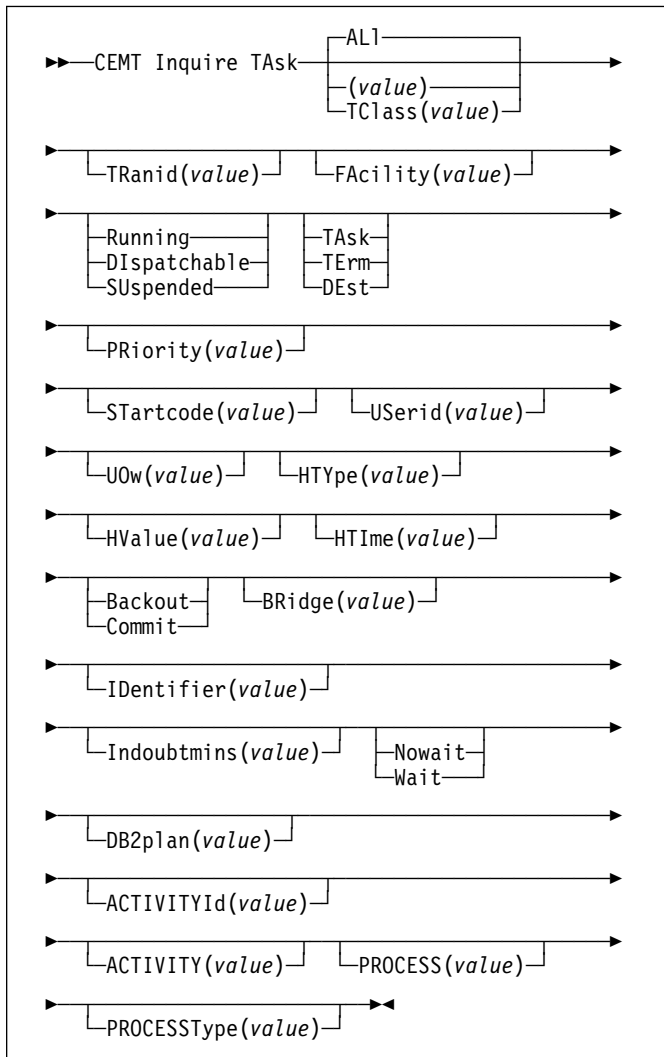 ALl
CEMT Inquire TAsk
(value)
TClass(value)
TRanid(value) FAcility(value)
Running TAsk
DIspatchable TErm
SUspended DEst
PRiority(value)
STartcode(value) USerid(value)
UOw(value) HTYpe(value)
HValue(value) HTIme(value)
Backout BRidge(value)
Commit
IDentifier(value)
Indoubtmins(value) Nowait
Wait
DB2plan(value)
ACTIVITYId(value)
ACTIVITY(value) PROCESS(value)
PROCESSType(value)